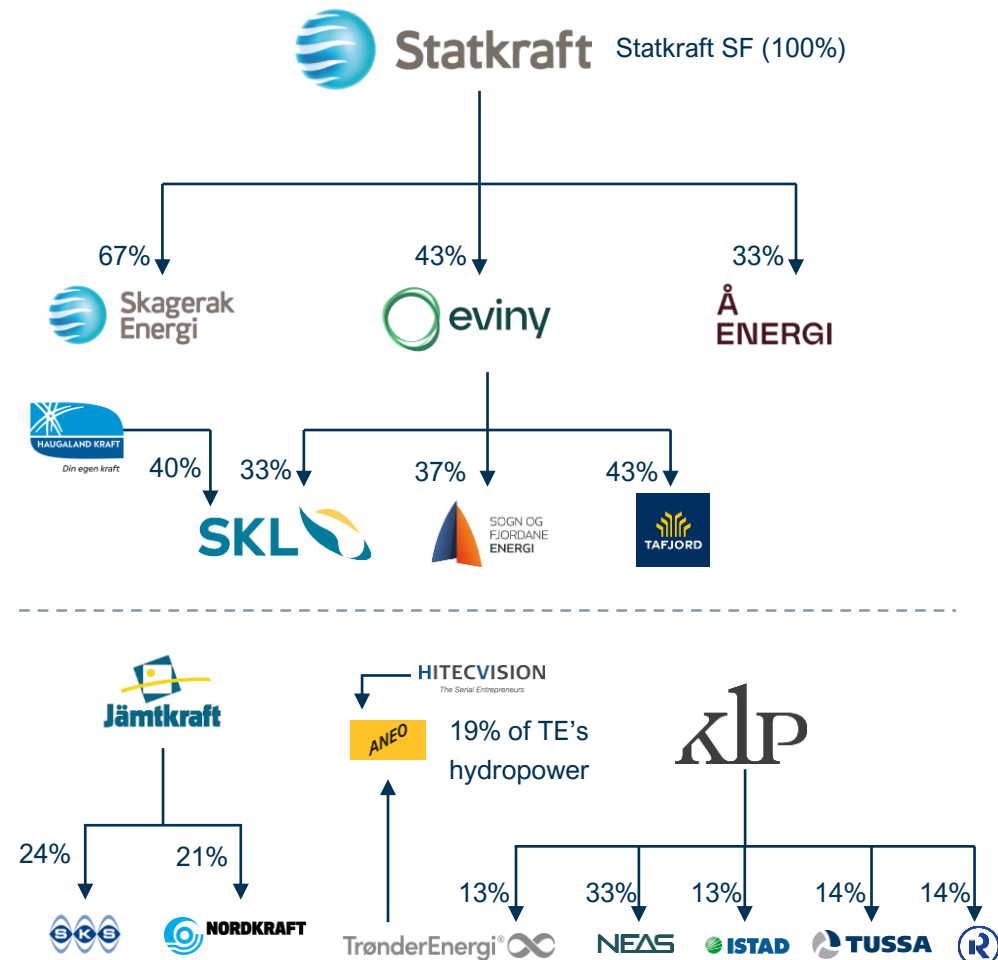 Statkraft Statkraft SF (100%)
67%
43%
33%
Skagerak
Energi
eviny
Å
ENERGI
HAUGALAND KRAFT
Din egen kraft
40%
33%
37%
43%
SKL
SOGN OG
FJORDANE
ENERGI
TAFJORD
Jämtkraft
HITECVISION
The Serial Entrepreneurs
ANEO
19% of TE's
hydropower
KLP
24%
21%
13%
33%
13%
14%
14%
SKS
NORDKRAFT
TrønderEnergi®
NEAS
ISTAD
TUSSA
R